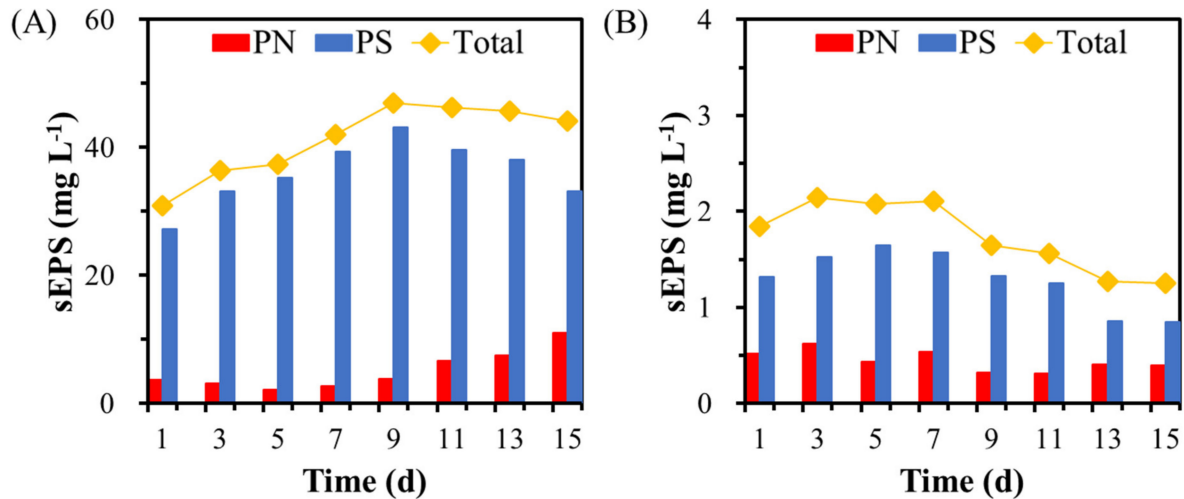 (A)
PN PS Total
sEPS (mg L-1)
60
40
20
0
1 3 5 7 9 11 13 15
Time (d)
(B)
PN PS Total
sEPS (mg L-1)
4
3
2
1
0
1 3 5 7 9 11 13 15
Time (d)